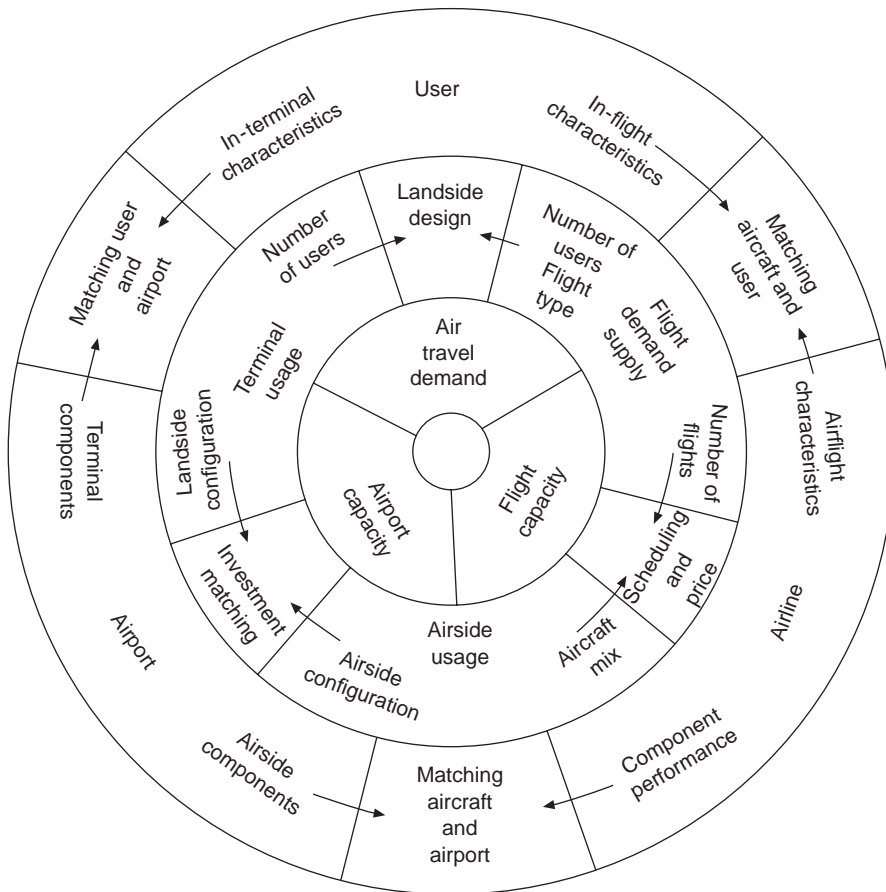 User
In-terminal
characteristics
In-flight
characteristics
Matching user
and
airport
Matching
aircraft and
user
Landside
design
Number
of users
Number of
users
Flight
type
Flight
demand
supply
Terminal
usage
Air
travel
demand
Landside
configuration
Number of
flights
Terminal
components
Airflight
characteristics
Airport
capacity
Flight
capacity
Investment
matching
Scheduling
and
price
Airport
Airline
Airside
usage
Airside
configuration
Aircraft
mix
Airside
components
Matching
aircraft
and
airport
Component
performance